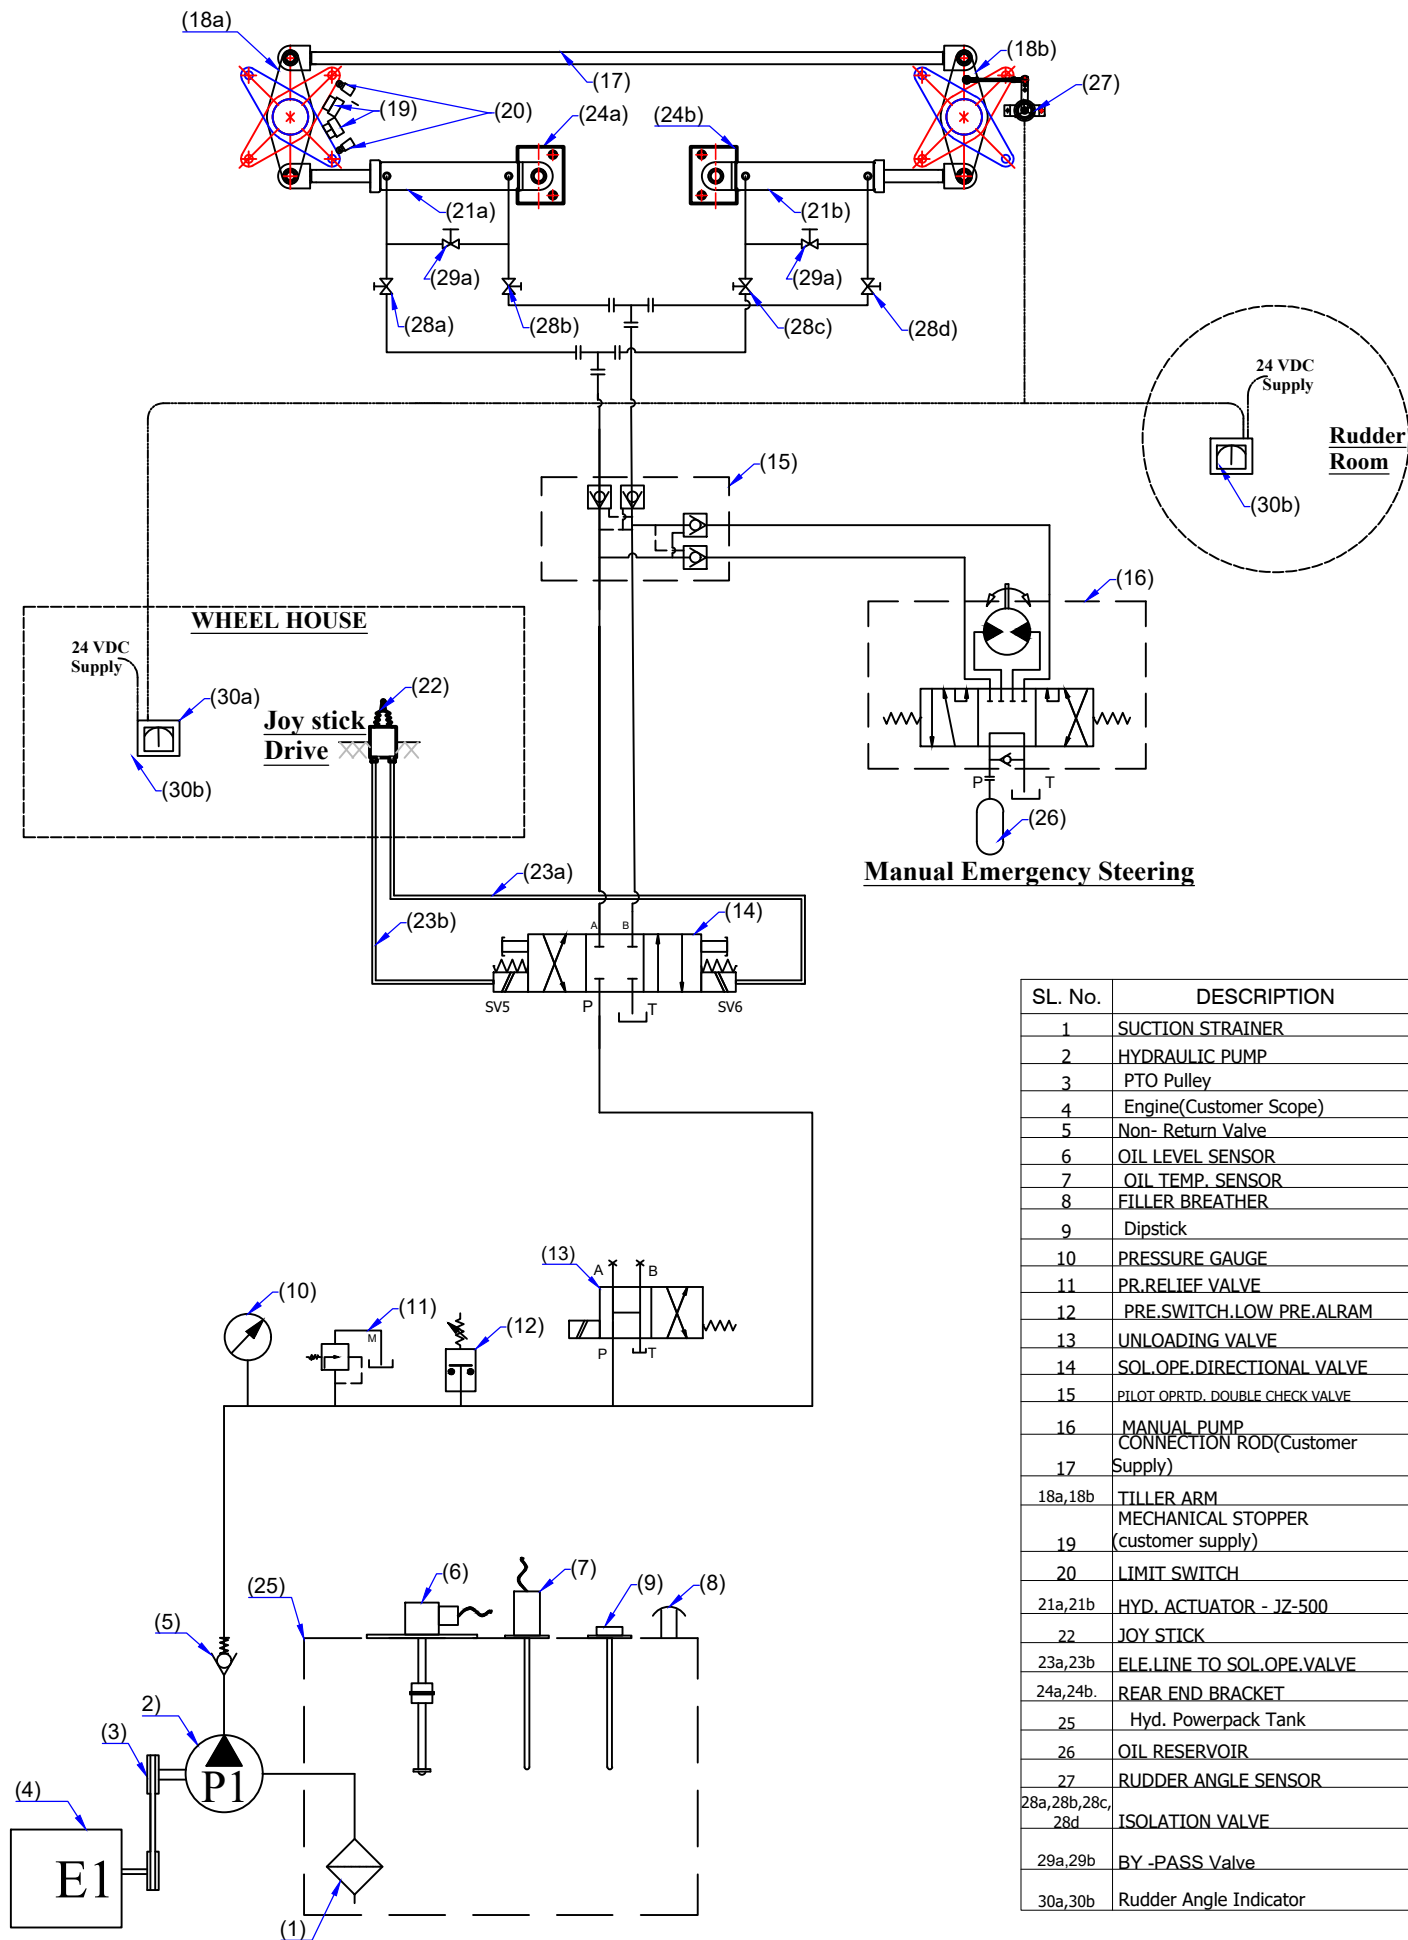 (18a)
(17)
(18b)
(27)
(19)
(20)
(24a)
(24b)
(21a)
(21b)
(29a)
(29a)
(28a)
(28b)
(28c)
(28d)
24 VDC
Supply
Rudder
Room
(30b)
(15)
(16)
WHEEL HOUSE
24 VDC
Supply
(30a)
(22)
Joy stick
Drive
(30b)
P
T
(26)
Manual Emergency Steering
(23a)
(23b)
A
B
(14)
SV5
P
T
SV6
(13)
A
B
(10)
(11)
M
(12)
P
T
(6)
(7)
(9)
(8)
(25)
(5)
2)
(3)
P1
(4)
E1
(1)
SL. No. DESCRIPTION
1 SUCTION STRAINER
2 HYDRAULIC PUMP
3 PTO Pulley
4 Engine(Customer Scope)
5 Non- Return Valve
6 OIL LEVEL SENSOR
7 OIL TEMP. SENSOR
8 FILLER BREATHER
9 Dipstick
10 PRESSURE GAUGE
11 PR.RELIEF VALVE
12 PRE.SWITCH.LOW PRE.ALRAM
13 UNLOADING VALVE
14 SOL.OPE.DIRECTIONAL VALVE
15 PILOT OPRTD. DOUBLE CHECK VALVE
16 MANUAL PUMP
CONNECTION ROD(Customer
17 Supply)
18a,18b TILLER ARM
MECHANICAL STOPPER
19 (customer supply)
20 LIMIT SWITCH
21a,21b HYD. ACTUATOR - JZ-500
22 JOY STICK
23a,23b ELE.LINE TO SOL.OPE.VALVE
24a,24b. REAR END BRACKET
25 Hyd. Powerpack Tank
26 OIL RESERVOIR
27 RUDDER ANGLE SENSOR
28a,28b,28c,
28d ISOLATION VALVE
29a,29b BY -PASS Valve
30a,30b Rudder Angle Indicator